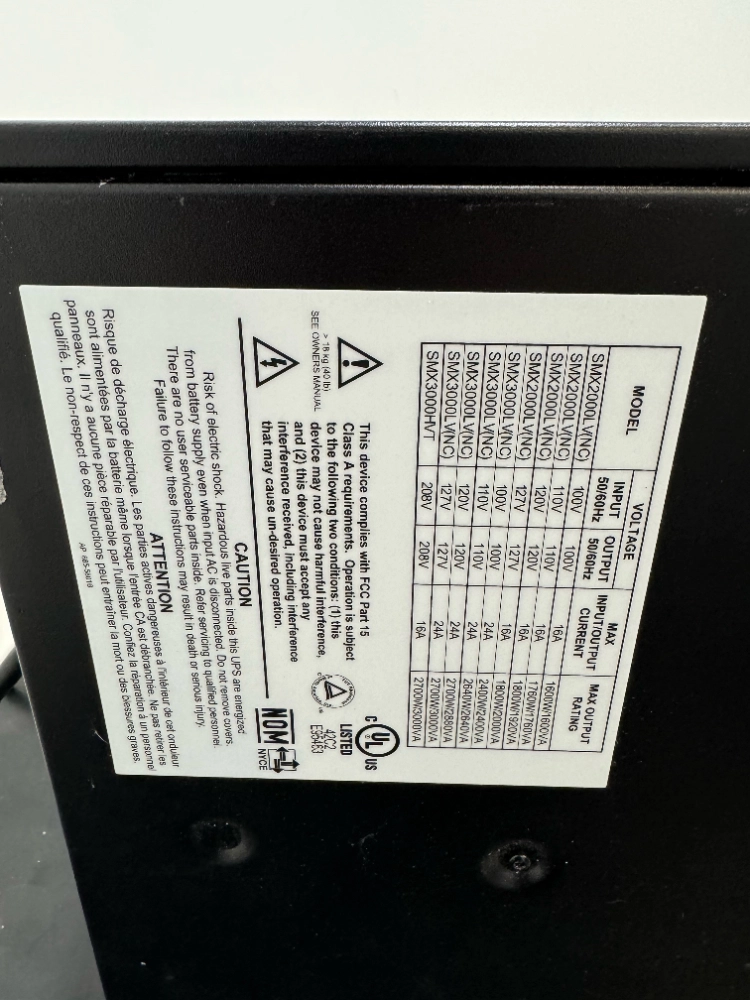 MODEL VOLTAGE MAX INPUT/OUTPUT CURRENT MAX OUTPUT RATING
INPUT 50/60Hz OUTPUT 50/60Hz
SMX2000LV(NC) 100V 100V 16A 1600W/1600VA
SMX2000LV(NC) 110V 110V 16A 1760W/1760VA
SMX2000LV(NC) 120V 120V 16A 1800W/1920VA
SMX2000LV(NC) 127V 127V 16A 1800W/2000VA
SMX3000LV(NC) 100V 100V 24A 2400W/2400VA
SMX3000LV(NC) 110V 110V 24A 2640W/2640VA
SMX3000LV(NC) 120V 120V 24A 2700W/2880VA
SMX3000LV(NC) 127V 127V 24A 2700W/3000VA
SMX3000HVT 208V 208V 16A 2700W/3000VA
> 18 kg (40 lb)
SEE OWNERS MANUAL
This device complies with FCC Part 15
Class A requirements. Operation is subject
to the following two conditions: (1) this
device may not cause harmful interference,
and (2) this device must accept any
interference received, including interference
that may cause un-desired operation.
C UL US
LISTED
42C2
E95463
NOM
NYCE
CAUTION
Risk of electric shock. Hazardous live parts inside this UPS are energized
from battery supply even when input AC is disconnected. Do not remove covers.
There are no user serviceable parts inside. Refer servicing to qualified personnel.
Failure to follow these instructions may result in death or serious injury.
ATTENTION
Risque de décharge électrique. Les parties actives dangereuses à l'intérieur de cet onduleur
sont alimentées par la batterie même lorsque l'entrée CA est débranchée. Ne pas retirer les
panneaux. Il n'y a aucune pièce réparable par l'utilisateur. Confiez la réparation à un personnel
qualifié. Le non-respect de ces instructions peut entraîner la mort ou des blessures graves.